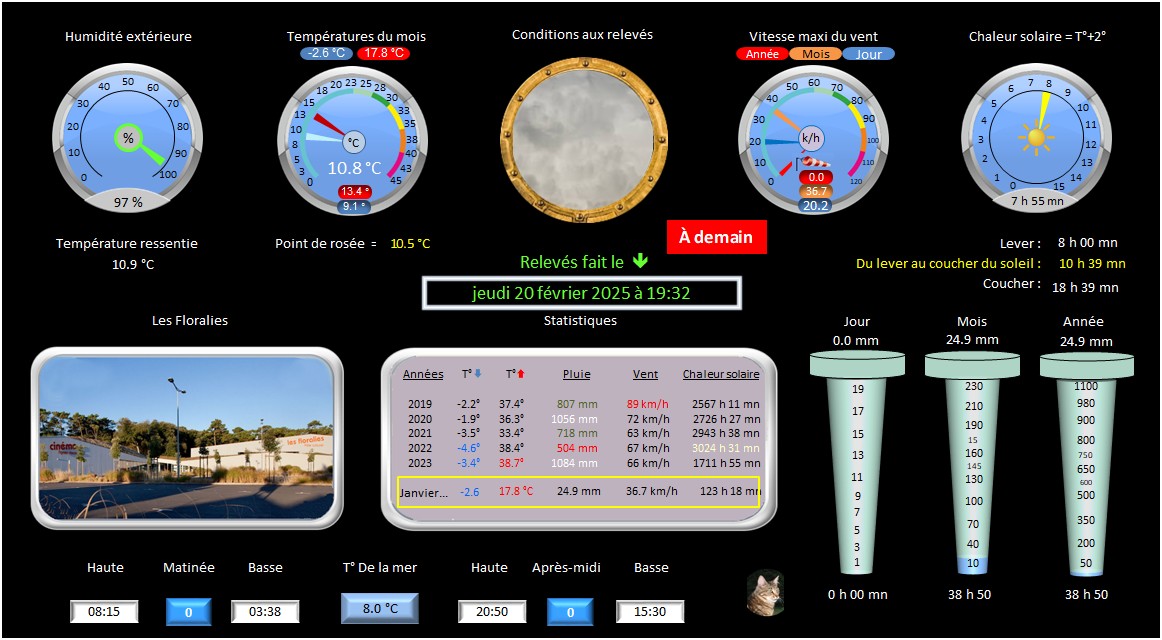 Humidité extérieure
Températures du mois
Conditions aux relevés
Vitesse maxi du vent
Chaleur solaire = T°+2°
-2.6 °C 17.8 °C
Année Mois Jour
0 10 20 30 40 50 60 70 80 90 100
%
97 %
0 3 5 8 10 13 15 18 20 23 25 28 30 33 35 38 40 43 45
°C
10.8 °C
13.4 °
9.1 °
0 10 20 30 40 50 60 70 80 90 100 110 120
k/h
0.0
36.7
20.2
0 1 2 3 4 5 6 7 8 9 10 11 12 13 14 15
7 h 55 mn
Température ressentie
10.9 °C
Point de rosée = 10.5 °C
À demain
Relevés fait le
jeudi 20 février 2025 à 19:32
Lever : 8 h 00 mn
Du lever au coucher du soleil : 10 h 39 mn
Coucher : 18 h 39 mn
Les Floralies
cinéma
les floralies
Statistiques
Années T° T° Pluie Vent Chaleur solaire
2019 -2.2° 37.4° 807 mm 89 km/h 2567 h 11 mn
2020 -1.9° 36.3° 1056 mm 72 km/h 2726 h 27 mn
2021 -3.5° 33.4° 718 mm 63 km/h 2943 h 38 mn
2022 -4.6° 38.4° 504 mm 67 km/h 3024 h 31 mn
2023 -3.4° 38.7° 1084 mm 66 km/h 1711 h 55 mn
Janvier... -2.6 17.8 °C 24.9 mm 36.7 km/h 123 h 18 mn
Jour
0.0 mm
19
17
15
13
11
9
7
5
3
1
0 h 00 mn
Mois
24.9 mm
230
210
190
15
160
145
130
100
70
40
10
38 h 50
Année
24.9 mm
1100
980
900
800
750
650
600
500
350
200
50
38 h 50
Haute Matinée Basse T° De la mer Haute Après-midi Basse
08:15 0 03:38 8.0 °C 20:50 0 15:30